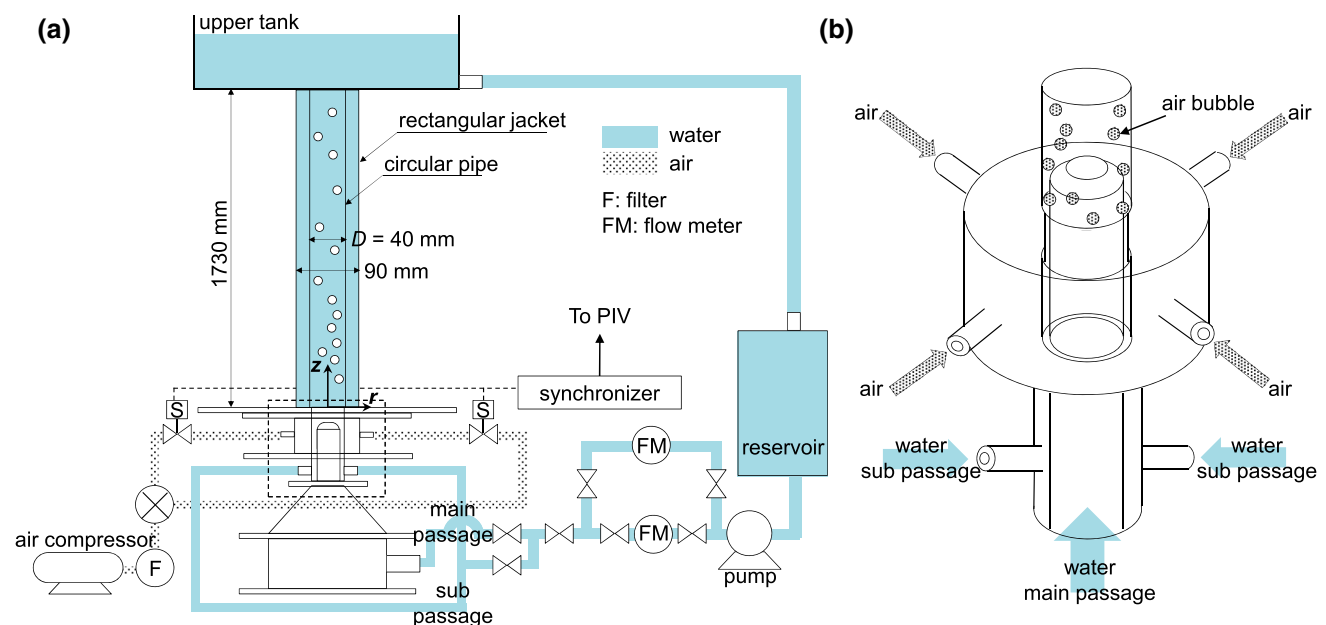 (a)
upper tank
rectangular jacket
circular pipe
1730 mm
D = 40 mm
90 mm
z
r
S
S
water
air
F: filter
FM: flow meter
To PIV
synchronizer
reservoir
FM
FM
main
passage
sub
passage
pump
air compressor
F
(b)
air
air bubble
air
air
air
water
sub passage
water
sub passage
water
main passage